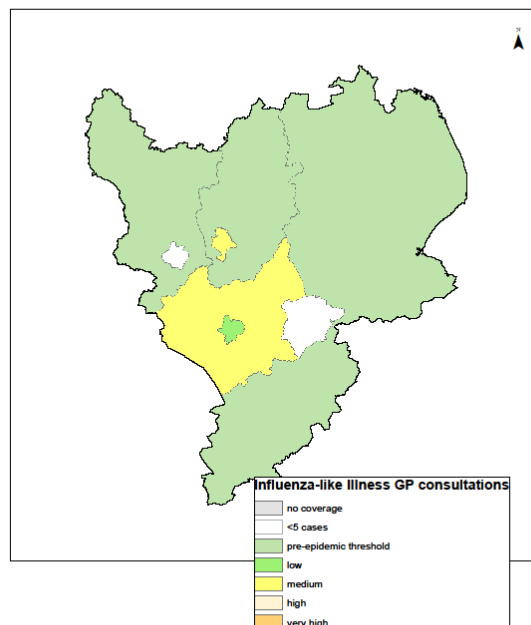 Influenza-like Illness GP consultations
no coverage
<5 cases
pre-epidemic threshold
low
medium
high
very high